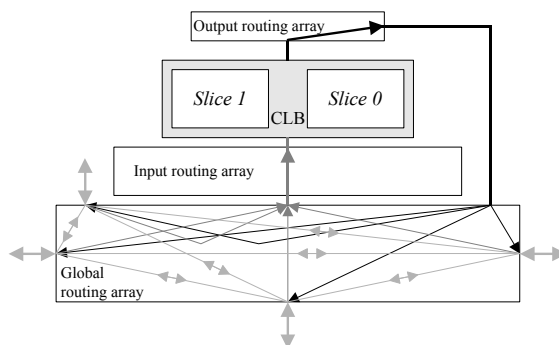 Output routing array
Slice 1
Slice 0
CLB
Input routing array
Global
routing array